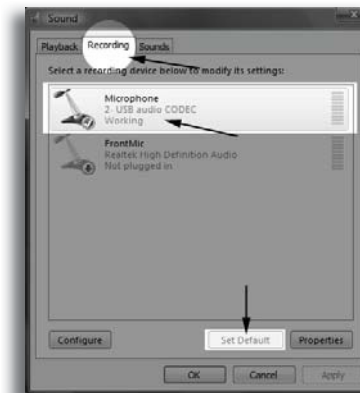 Sound
Playback Recording Sounds
Select a recording device below to modify its settings:
Microphone
2- USB audio CODEC
Working
FrontMic
Realtek High Definition Audio
Not plugged in
Configure Set Default Properties
OK Cancel Apply